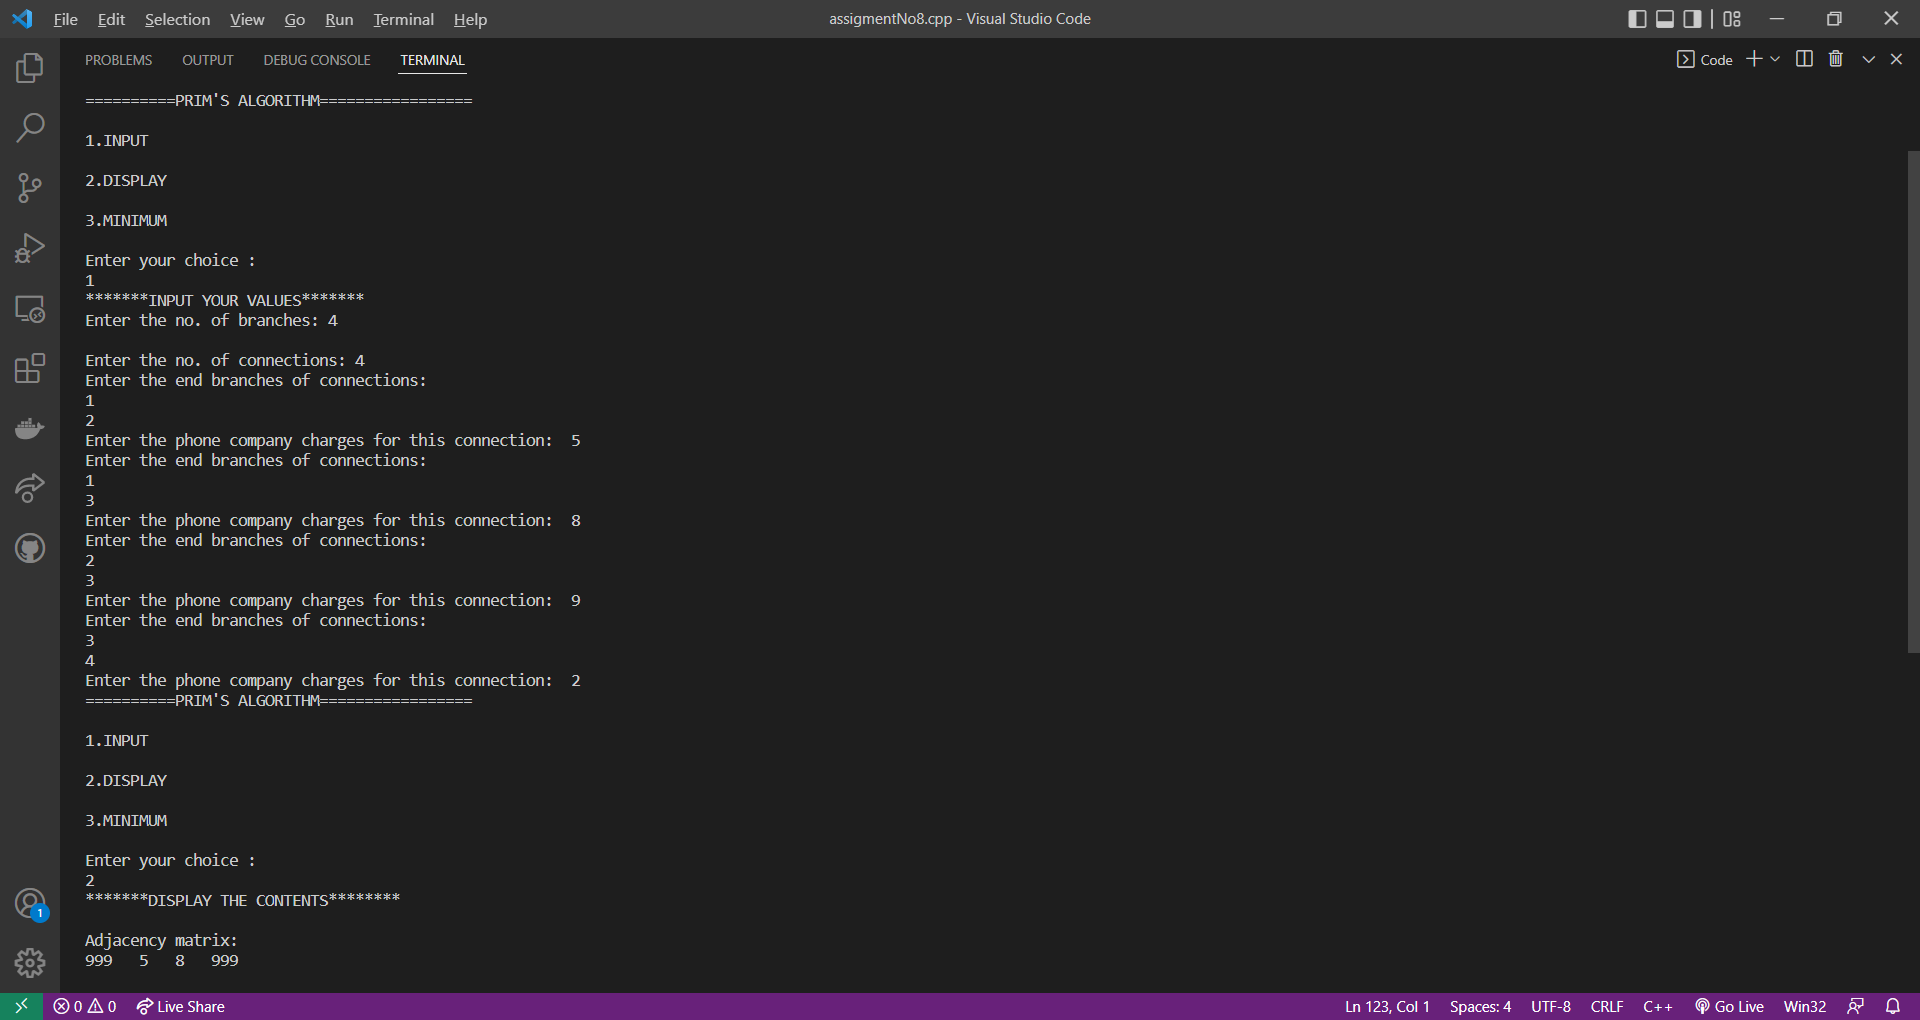 File Edit Selection View Go Run Terminal Help
assigmentNo8.cpp - Visual Studio Code
PROBLEMS OUTPUT DEBUG CONSOLE TERMINAL
Code
==========PRIM'S ALGORITHM=================
1.INPUT
2.DISPLAY
3.MINIMUM
Enter your choice :
1
*******INPUT YOUR VALUES*******
Enter the no. of branches: 4
Enter the no. of connections: 4
Enter the end branches of connections:
1
2
Enter the phone company charges for this connection:  5
Enter the end branches of connections:
1
3
Enter the phone company charges for this connection:  8
Enter the end branches of connections:
2
3
Enter the phone company charges for this connection:  9
Enter the end branches of connections:
3
4
Enter the phone company charges for this connection:  2
==========PRIM'S ALGORITHM=================
1.INPUT
2.DISPLAY
3.MINIMUM
Enter your choice :
2
*******DISPLAY THE CONTENTS********
Adjacency matrix:
999   5   8   999
1
0 0 Live Share
Ln 123, Col 1 Spaces: 4 UTF-8 CRLF C++ Go Live Win32